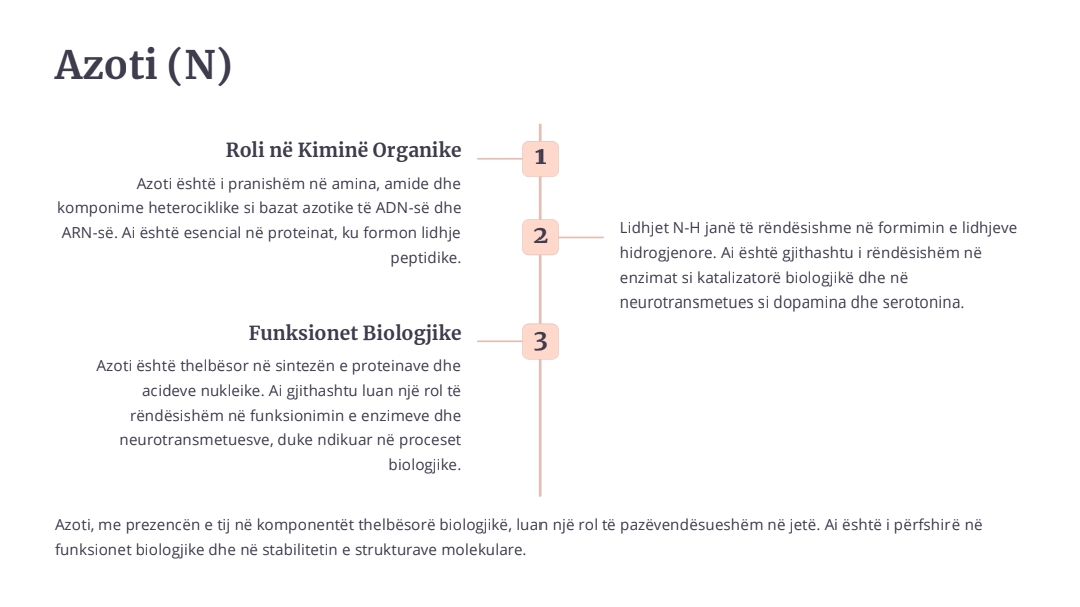 Azoti (N)
Roli në Kiminë Organike
Azoti është i pranishëm në amina, amide dhe
komponime heterociklike si bazat azotike të ADN-së dhe
ARN-së. Ai është esencial në proteinat, ku formon lidhje
peptidike.
1
2
Lidhjet N-H janë të rëndësishme në formimin e lidhjeve
hidrogjenore. Ai është gjithashtu i rëndësishëm në
enzimat si katalizatorë biologjikë dhe në
neurotransmetues si dopamina dhe serotonina.
Funksionet Biologjike
3
Azoti është thelbësor në sintezën e proteinave dhe
acideve nukleike. Ai gjithashtu luan një rol të
rëndësishëm në funksionimin e enzimeve dhe
neurotransmetuesve, duke ndikuar në proceset
biologjike.
Azoti, me prezencën e tij në komponentët thelbësorë biologjikë, luan një rol të pazëvendësueshëm në jetë. Ai është i përfshirë në
funksionet biologjike dhe në stabilitetin e strukturave molekulare.